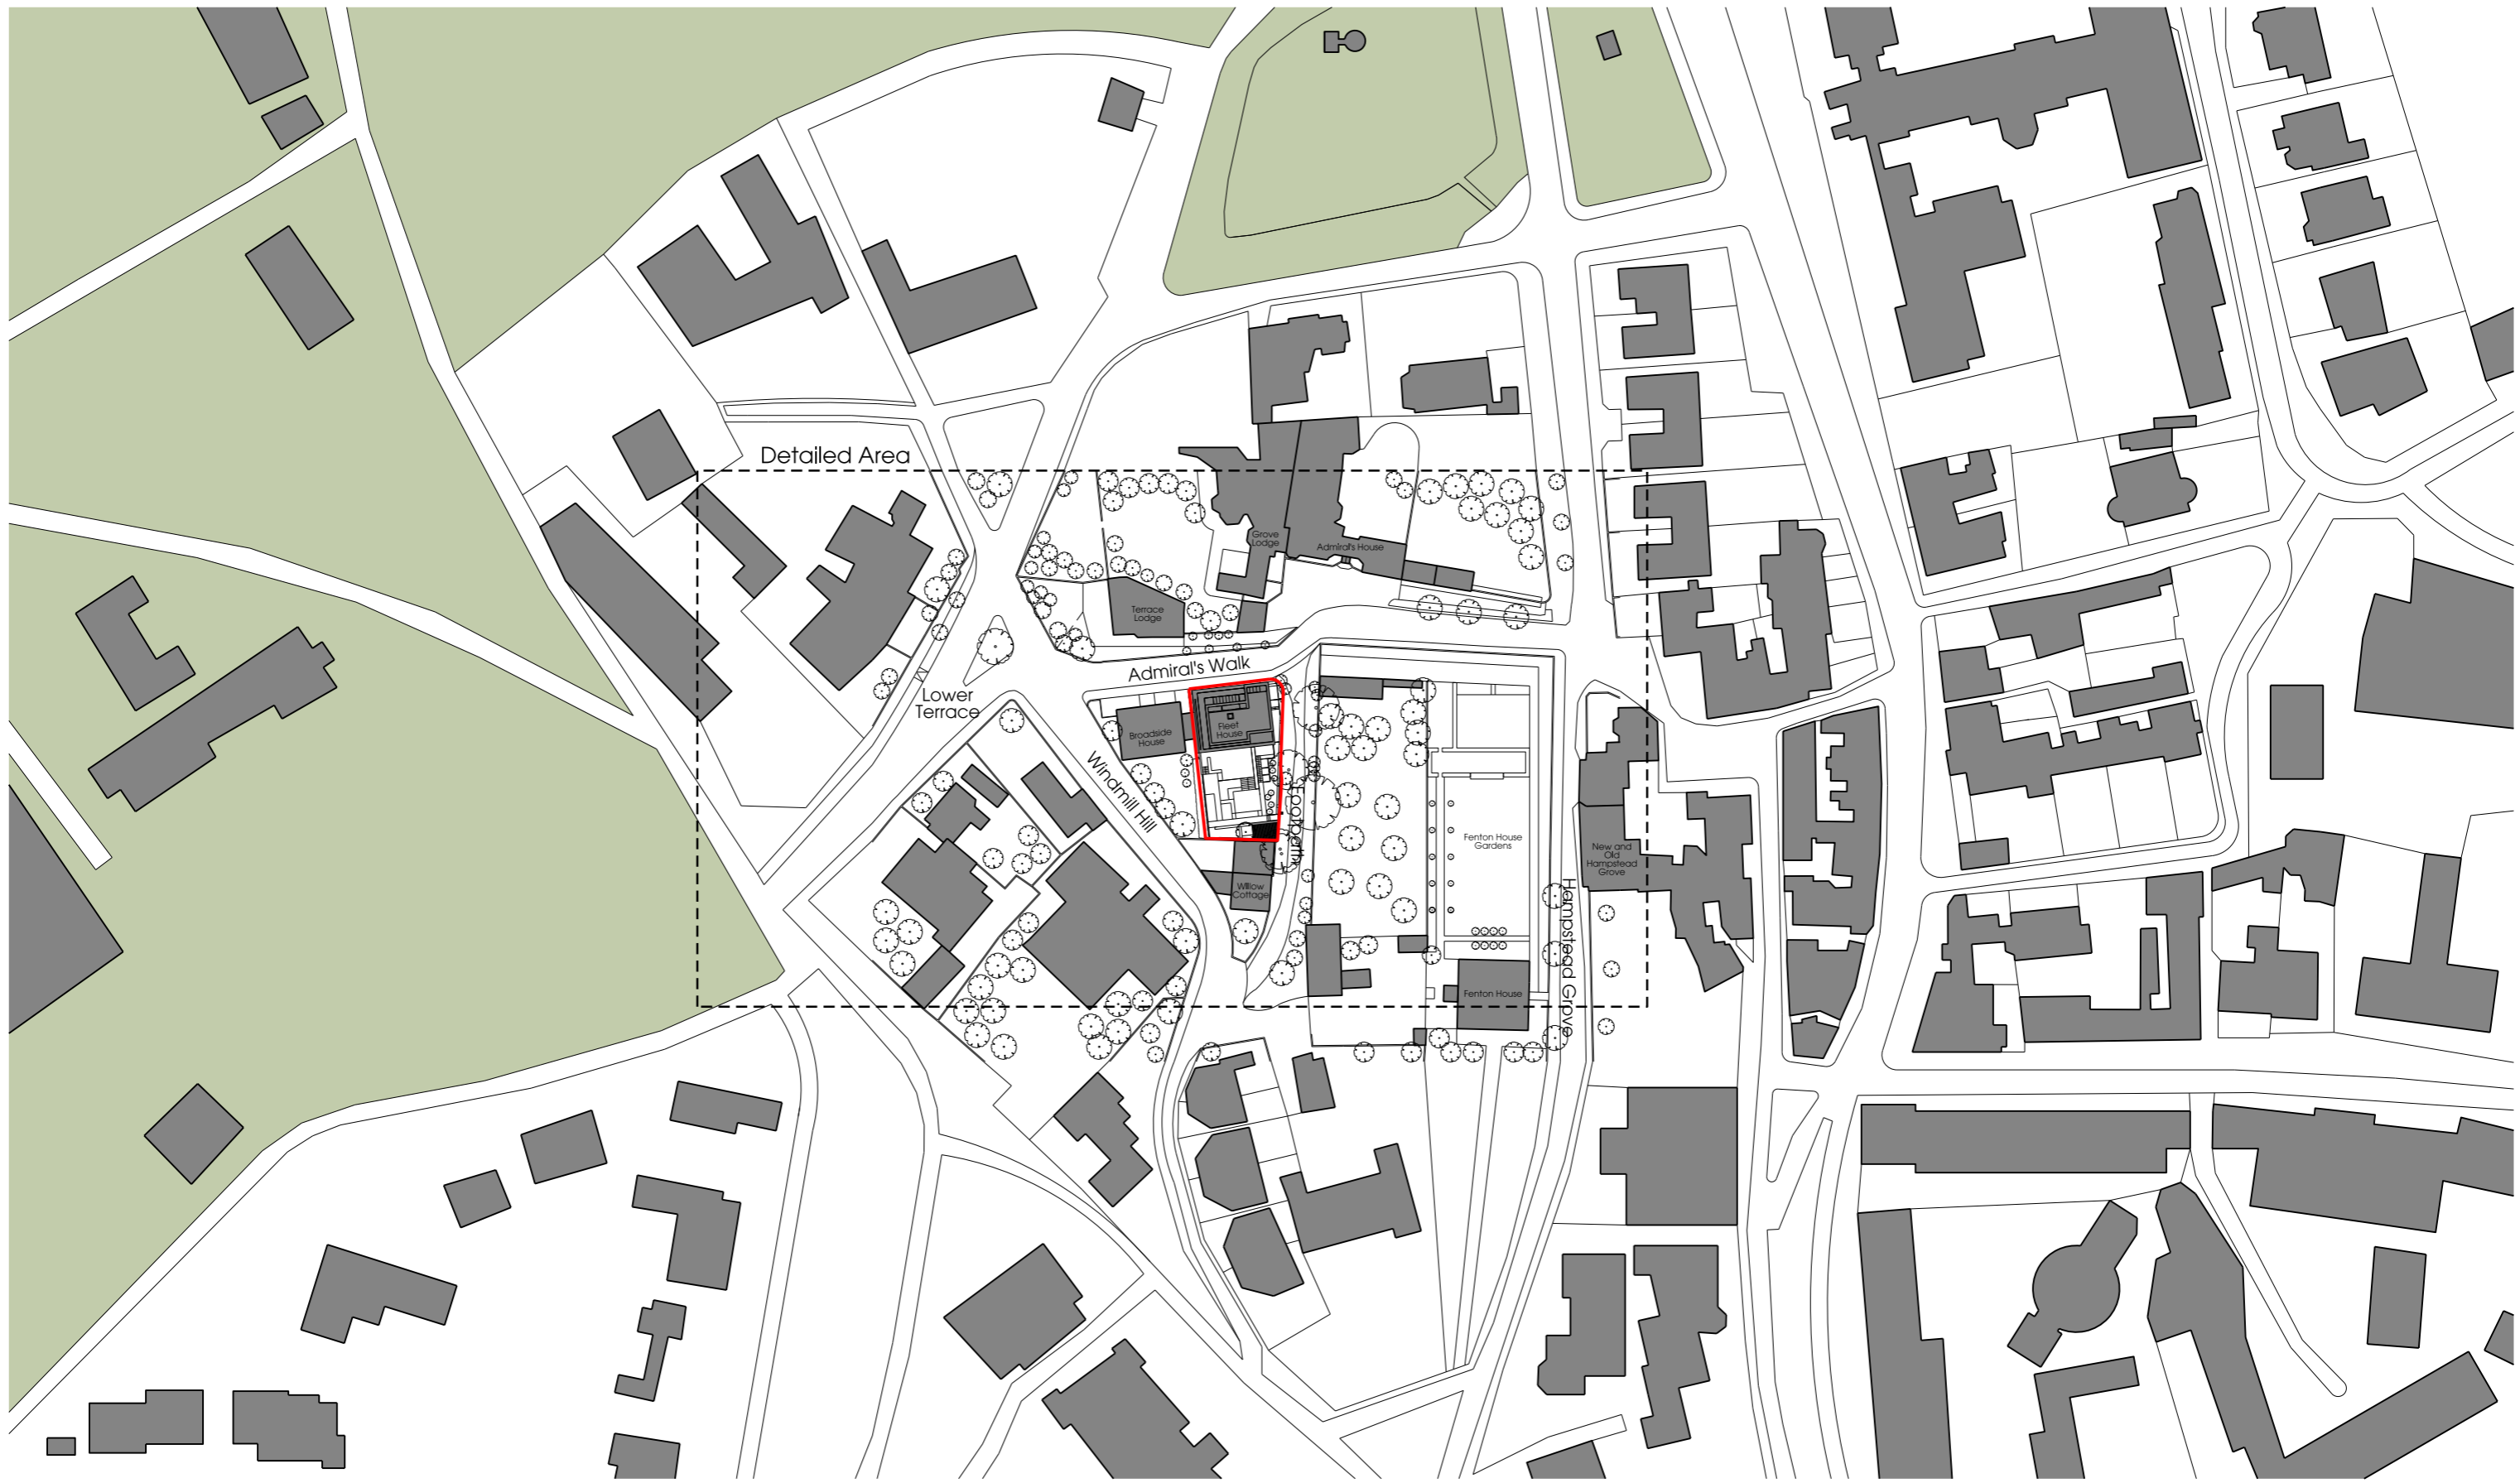 Detailed Area
Grove
Lodge
Admiral's House
Terrace
Lodge
Admiral's Walk
Lower
Terrace
Fleet
House
Broadside
House
Windmill Hill
Footpath
Fenton House
Gardens
New and
Old
Hampstead
Grove
Willow
Cottage
Hampstead Grove
Fenton House